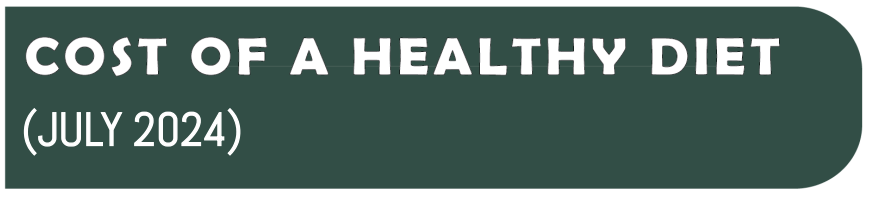 COST OF A HEALTHY DIET
(JULY 2024)